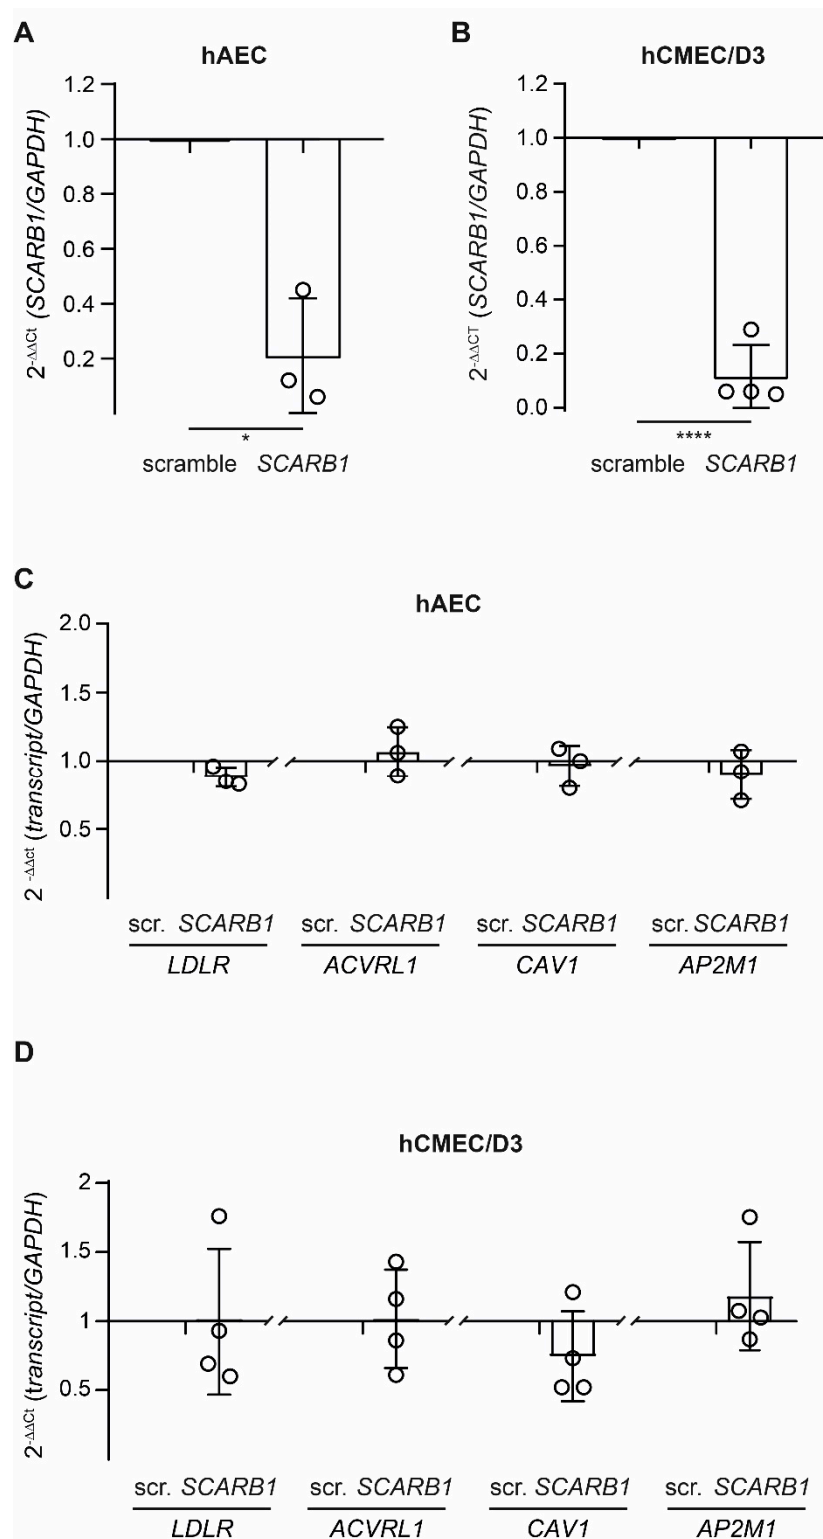 A
hAEC
2-ΔΔCt (SCARB1/GAPDH)
1.2
1.0
0.8
0.6
0.4
0.2
*
scramble SCARB1
B
hCMEC/D3
2-ΔΔCT (SCARB1/GAPDH)
1.2
1.0
0.8
0.6
0.4
0.2
0.0
****
scramble SCARB1
C
hAEC
2 -ΔΔct (transcript/GAPDH)
2.0
1.5
1.0
0.5
scr. SCARB1 scr. SCARB1 scr. SCARB1 scr. SCARB1
LDLR ACVRL1 CAV1 AP2M1
D
hCMEC/D3
2-ΔΔCt (transcript/GAPDH)
2
1.5
1
0.5
scr. SCARB1 scr. SCARB1 scr. SCARB1 scr. SCARB1
LDLR ACVRL1 CAV1 AP2M1